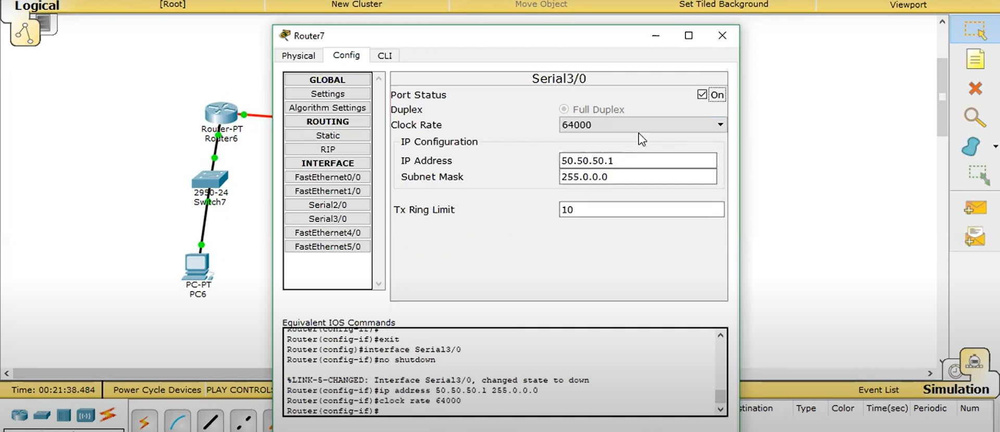 Logical
[Root]
New Cluster
Move Object
Set Tiled Background
Viewport
Router7
Physical
Config
CLI
GLOBAL
Settings
Algorithm Settings
ROUTING
Static
RIP
INTERFACE
FastEthernet0/0
FastEthernet1/0
Serial2/0
Serial3/0
FastEthernet4/0
FastEthernet5/0
Serial3/0
Port Status
On
Duplex
Full Duplex
Clock Rate
64000
IP Configuration
IP Address
50.50.50.1
Subnet Mask
255.0.0.0
Tx Ring Limit
10
Router-PT
Router6
2950-24
Switch7
PC-PT
PC6
Equivalent IOS Commands
Router(config-if)#
Router(config-if)#exit
Router(config)#interface Serial3/0
Router(config-if)#no shutdown
%LINK-5-CHANGED: Interface Serial3/0, changed state to down
Router(config-if)#ip address 50.50.50.1 255.0.0.0
Router(config-if)#clock rate 64000
Router(config-if)#
Time: 00:21:38.484
Power Cycle Devices
PLAY CONTROLS
Event List
Simulation
stination
Type
Color
Time(sec)
Periodic
Num